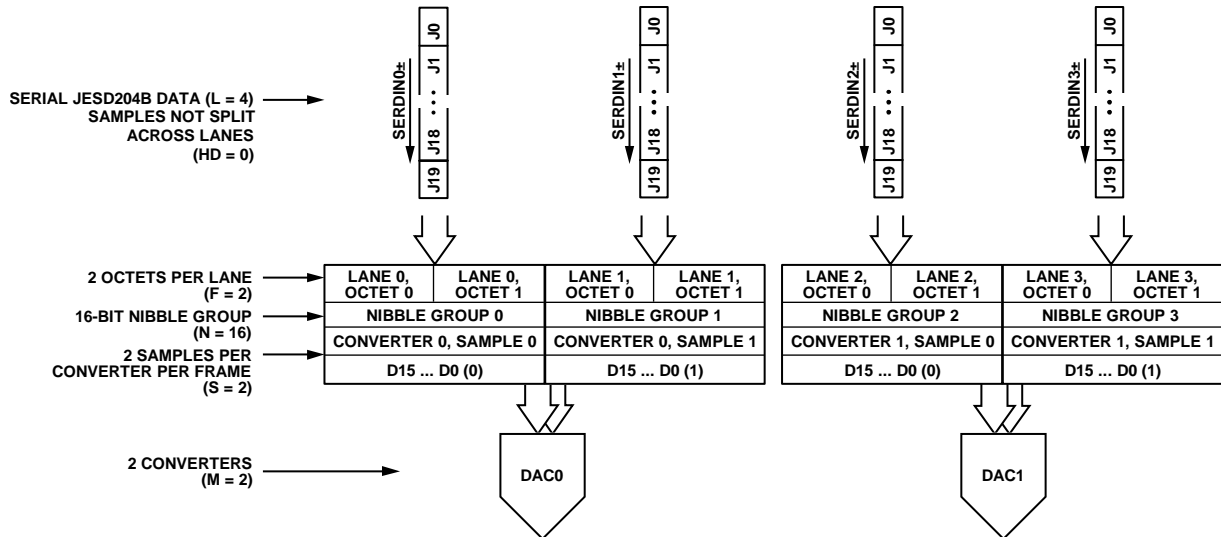 SERIAL JESD204B DATA (L = 4)
SAMPLES NOT SPLIT
ACROSS LANES
(HD = 0)
J0
J1
...
J18
J19
SERDIN0±
J0
J1
...
J18
J19
SERDIN1±
J0
J1
...
J18
J19
SERDIN2±
J0
J1
...
J18
J19
SERDIN3±
2 OCTETS PER LANE
(F = 2)
LANE 0,
OCTET 0
LANE 0,
OCTET 1
LANE 1,
OCTET 0
LANE 1,
OCTET 1
LANE 2,
OCTET 0
LANE 2,
OCTET 1
LANE 3,
OCTET 0
LANE 3,
OCTET 1
16-BIT NIBBLE GROUP
(N = 16)
NIBBLE GROUP 0
NIBBLE GROUP 1
NIBBLE GROUP 2
NIBBLE GROUP 3
2 SAMPLES PER
CONVERTER PER FRAME
(S = 2)
CONVERTER 0, SAMPLE 0
CONVERTER 0, SAMPLE 1
CONVERTER 1, SAMPLE 0
CONVERTER 1, SAMPLE 1
D15 ... D0 (0)
D15 ... D0 (1)
D15 ... D0 (0)
D15 ... D0 (1)
2 CONVERTERS
(M = 2)
DAC0
DAC1